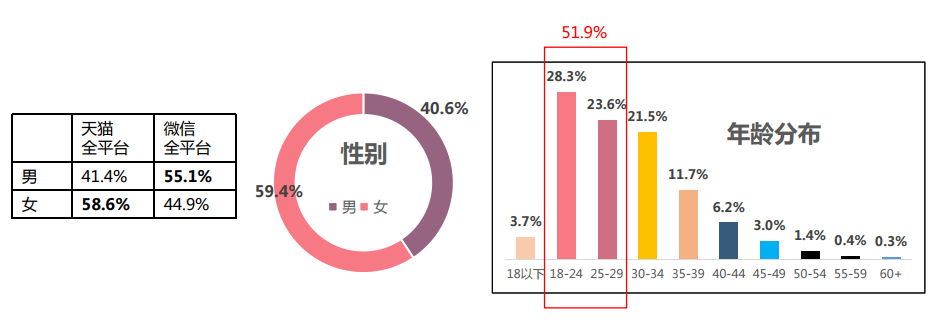 天猫
全平台
微信
全平台
男
41.4%
55.1%
女
58.6%
44.9%
40.6%
性别
59.4%
男 女
51.9%
年龄分布
3.7%
28.3%
23.6%
21.5%
11.7%
6.2%
3.0%
1.4%
0.4%
0.3%
18以下 18-24 25-29 30-34 35-39 40-44 45-49 50-54 55-59 60+